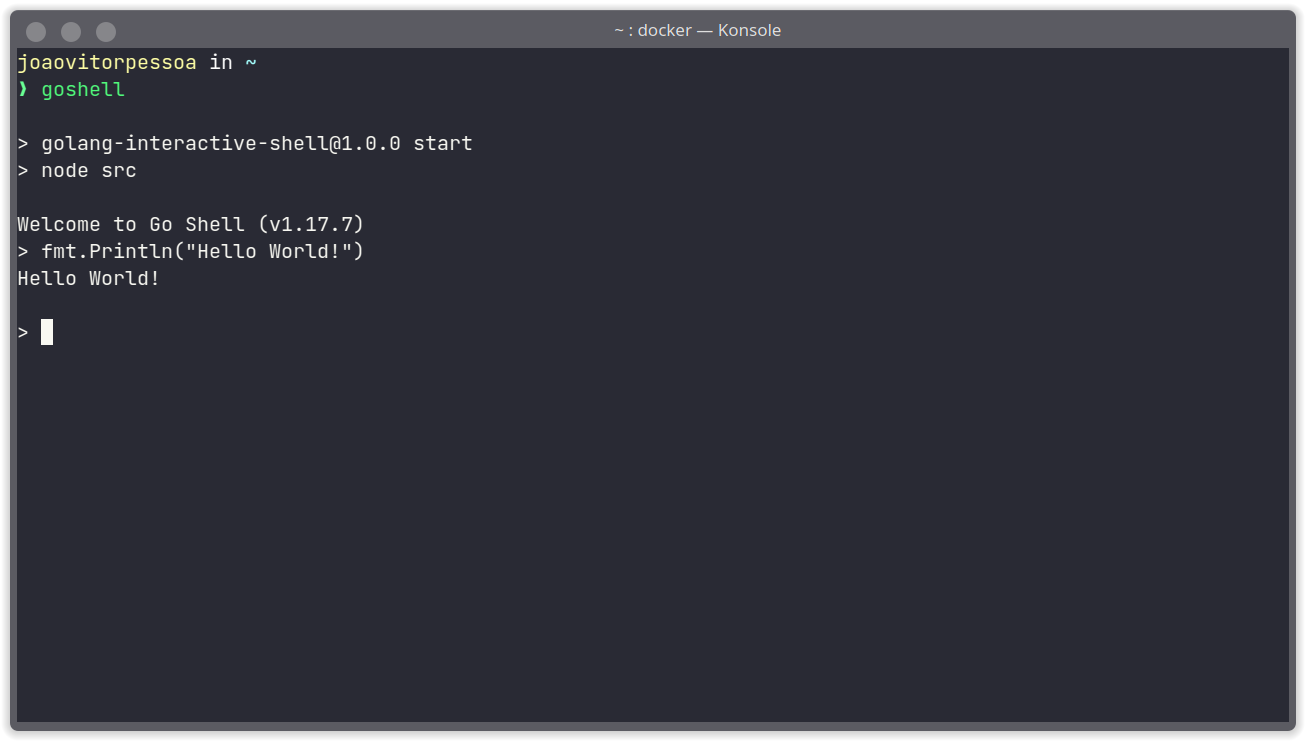 ~ : docker — Konsole
joaovitorpessoa in ~
❱ goshell
> golang-interactive-shell@1.0.0 start
> node src
Welcome to Go Shell (v1.17.7)
> fmt.Println("Hello World!")
Hello World!
>